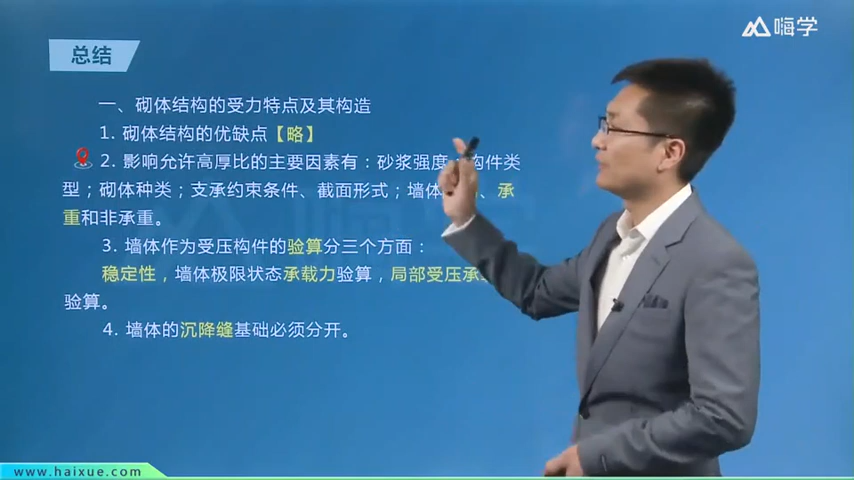 嗨学
总结
一、砌体结构的受力特点及其构造
1. 砌体结构的优缺点【略】
2. 影响允许高厚比的主要因素有：砂浆强度；构件类
型；砌体种类；支承约束条件、截面形式；墙体 、承
重和非承重。
3. 墙体作为受压构件的验算分三个方面：
稳定性，墙体极限状态承载力验算，局部受压承
验算。
4. 墙体的沉降缝基础必须分开。
www.haixue.com